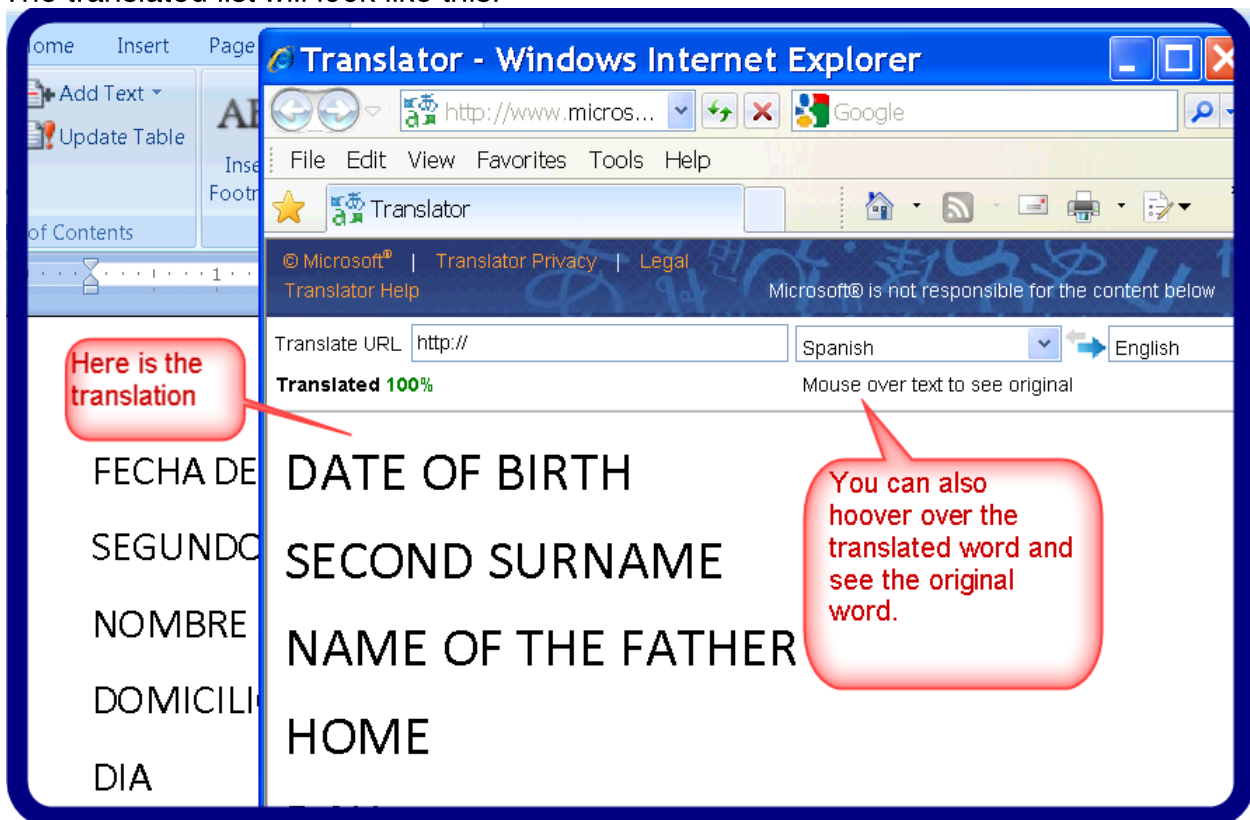 The translated list will look like this:
ome Insert Page
Translator - Windows Internet Explorer
Add Text
Update Table
http://www.micros... Google
File Edit View Favorites Tools Help
Translator
of Contents
1
© Microsoft® | Translator Privacy | Legal
Translator Help
Microsoft® is not responsible for the content below
Translate URL http:// Spanish English
Translated 100% Mouse over text to see original
Here is the
translation
FECHA DE
SEGUNDO
NOMBRE
DOMICILI
DIA
DATE OF BIRTH
SECOND SURNAME
NAME OF THE FATHER
HOME
You can also
hoover over the
translated word and
see the original
word.